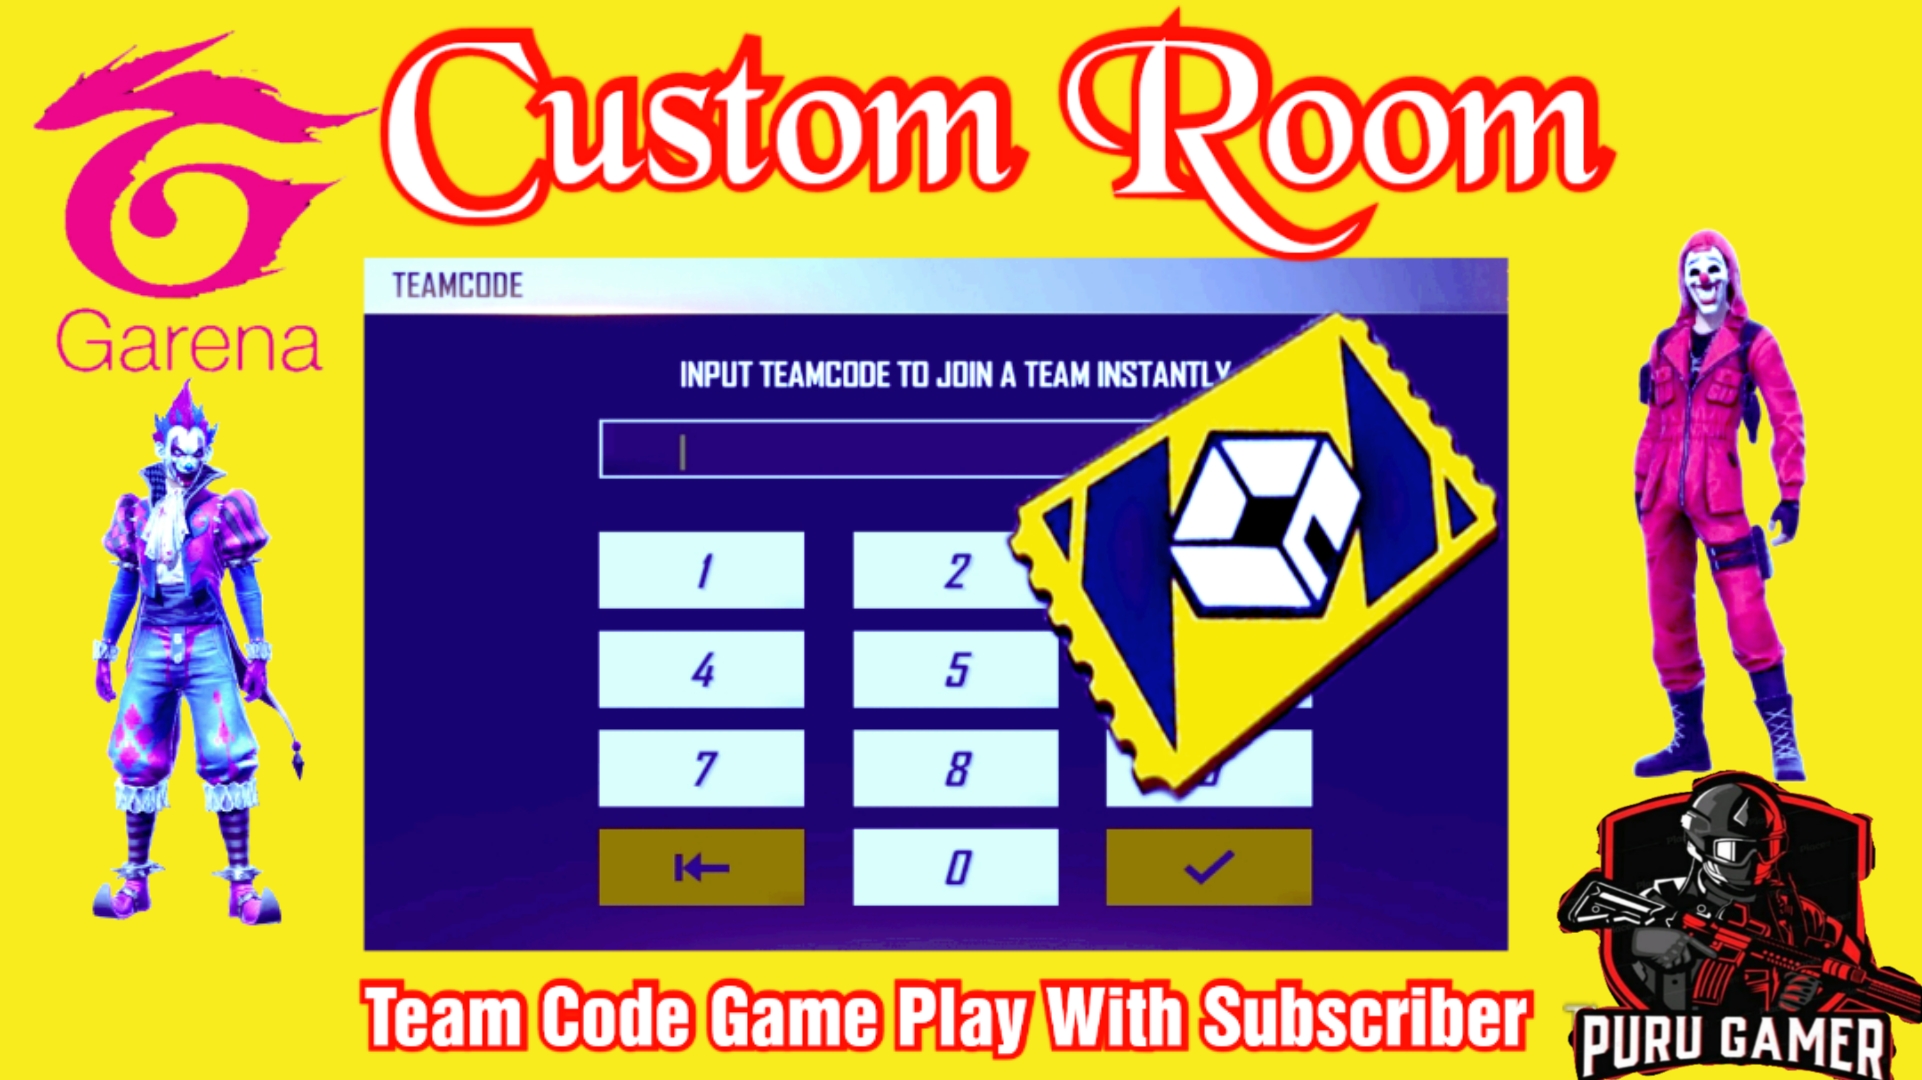 Custom Room
Garena
TEAMCODE
INPUT TEAMCODE TO JOIN A TEAM INSTANTLY
1 2
4 5
7 8
0
Team Code Game Play With Subscriber
PURU GAMER